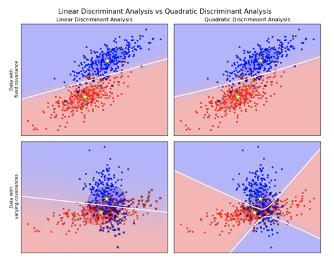 Linear Discriminant Analysis vs Quadratic Discriminant Analysis
Linear Discriminant Analysis
Quadratic Discriminant Analysis
Data with
fixed covariance
Data with
varying covariances